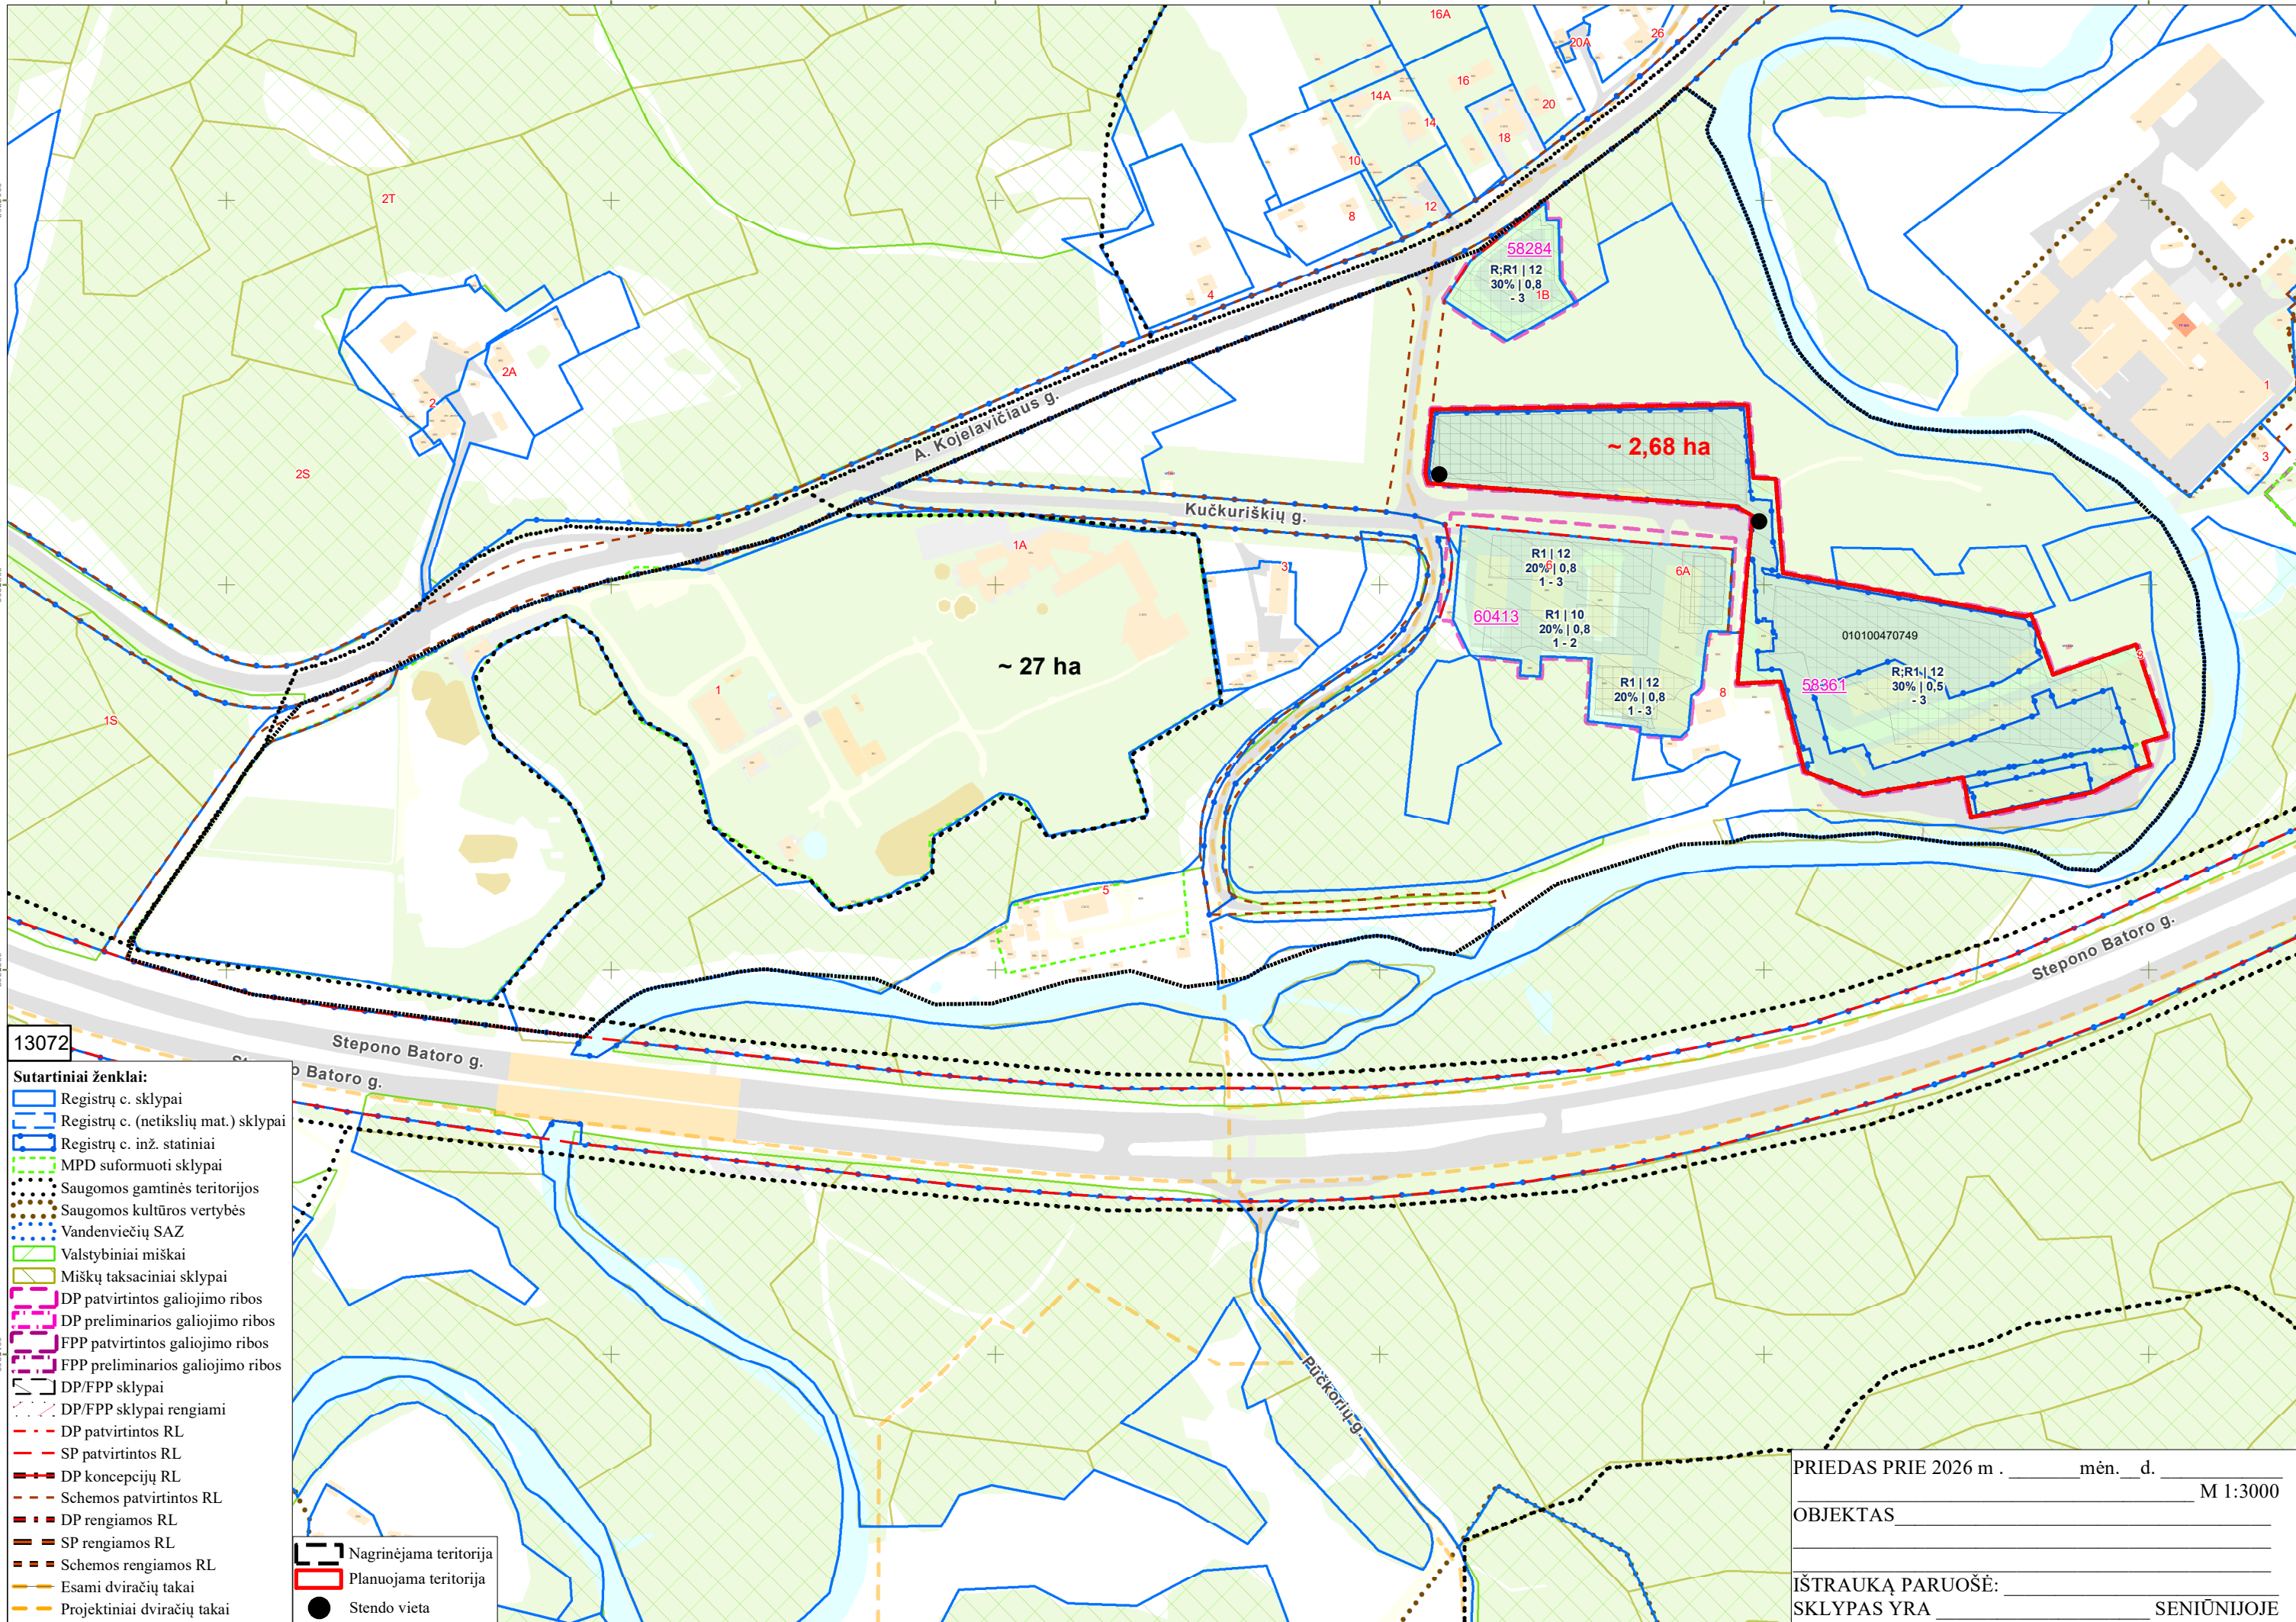 16A
26
20A
16
14A
20
14
18
10
2T
12
8
58284
R;R1 | 12
30% | 0,8
- 3
1B
4
2A
1
2
A. Kojelavičiaus g.
~ 2,68 ha
3
2S
Kučkuriškių g.
1A
R1 | 12
20% | 0,8
1 - 3
6
6A
3
60413
R1 | 10
20% | 0,8
1 - 2
010100470749
~ 27 ha
58361
R;R1 | 12
30% | 0,5
- 3
R1 | 12
20% | 0,8
1 - 3
8
1
1S
5
Stepono Batoro g.
13072
Stepono Batoro g.
o Batoro g.
Pūčkorių g.
Sutartiniai ženklai:
Registrų c. sklypai
Registrų c. (netikslių mat.) sklypai
Registrų c. inž. statiniai
MPD suformuoti sklypai
Saugomos gamtinės teritorijos
Saugomos kultūros vertybės
Vandenviečių SAZ
Valstybiniai miškai
Miškų taksaciniai sklypai
DP patvirtintos galiojimo ribos
DP preliminarios galiojimo ribos
FPP patvirtintos galiojimo ribos
FPP preliminarios galiojimo ribos
DP/FPP sklypai
DP/FPP sklypai rengiami
DP patvirtintos RL
SP patvirtintos RL
DP koncepcijų RL
Schemos patvirtintos RL
DP rengiamos RL
SP rengiamos RL
Schemos rengiamos RL
Esami dviračių takai
Projektiniai dviračių takai
Nagrinėjama teritorija
Planuojama teritorija
Stendo vieta
PRIEDAS PRIE 2026 m . ________mėn.__d. ____________
M 1:3000
OBJEKTAS
IŠTRAUKĄ PARUOŠĖ:
SKLYPAS YRA ____________________ SENIŪNIJOJE